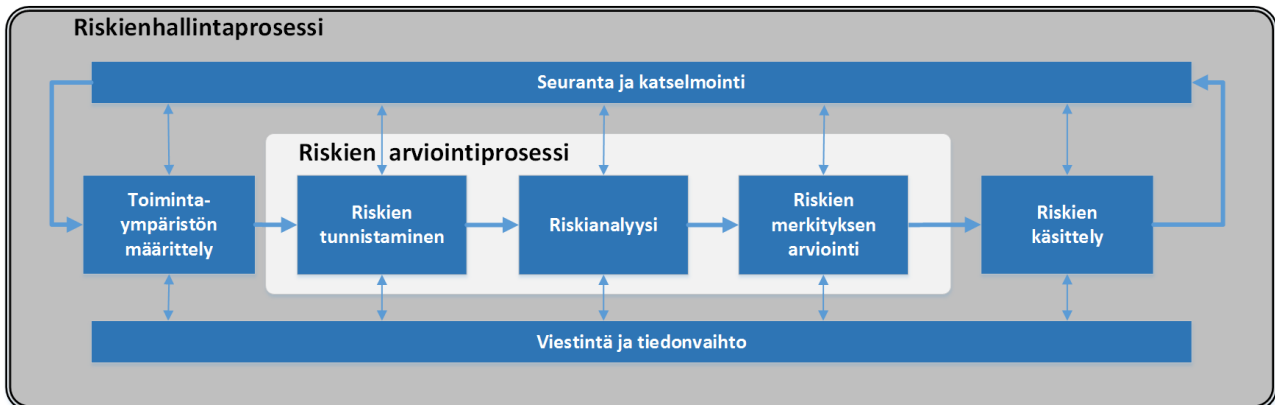 Riskienhallintaprosessi
Seuranta ja katselmointi
Riskien arviointiprosessi
Toiminta-
ympäristön
määrittely
Riskien
tunnistaminen
Riskianalyysi
Riskien
merkityksen
arviointi
Riskien
käsittely
Viestintä ja tiedonvaihto